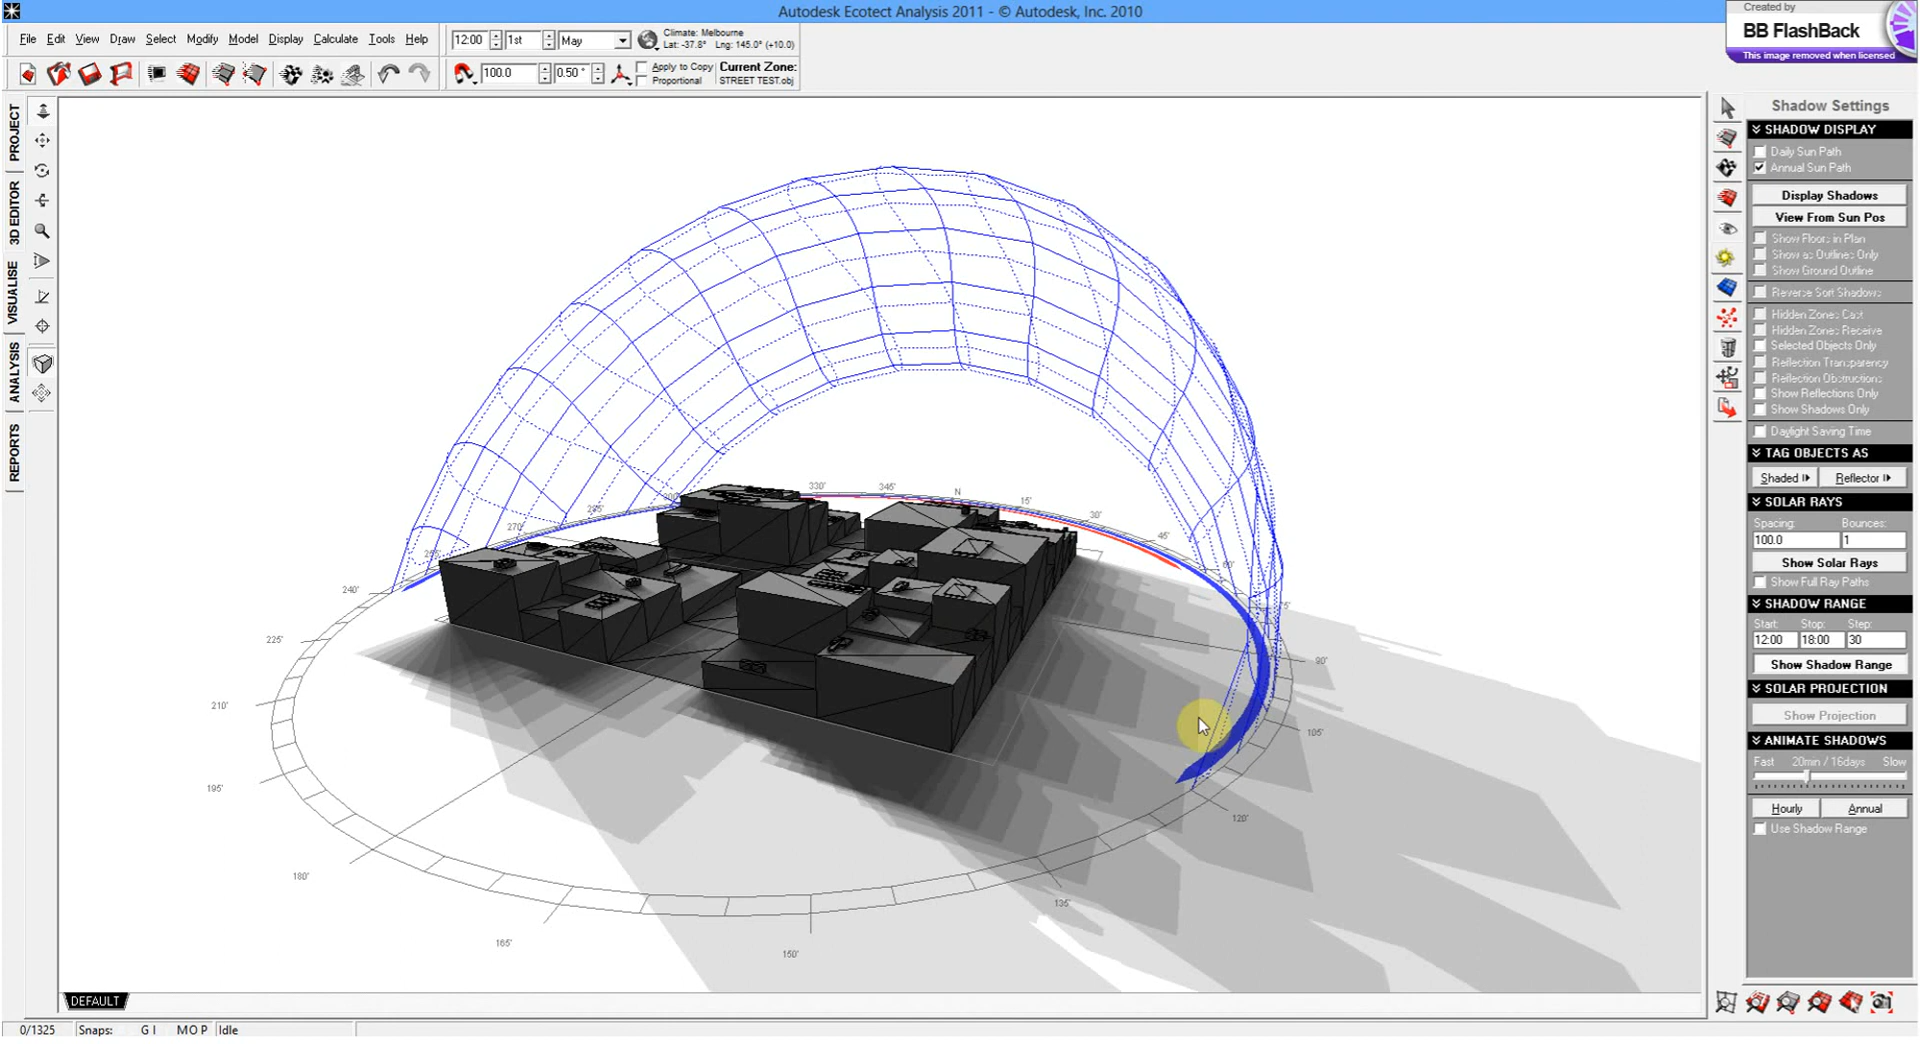 Autodesk Ecotect Analysis 2011 - © Autodesk, Inc. 2010
Created by
BB FlashBack
This image removed when licensed
File Edit View Draw Select Modify Model Display Calculate Tools Help
12:00 1st May
Climate: Melbourne
Lat: -37.8° Lng: 145.0° (+10.0)
100.0 0.50 °
Apply to Copy
Proportional
Current Zone:
STREET TEST.obj
PROJECT
3D EDITOR
VISUALISE
ANALYSIS
REPORTS
330' 345' N 15' 30' 45'
270'
240'
225'
210'
195'
180'
165'
150'
135'
120'
105'
90'
DEFAULT
0/1325 Snaps: G I M O P Idle
Shadow Settings
SHADOW DISPLAY
Daily Sun Path
Annual Sun Path
Display Shadows
View From Sun Pos
Show Floors in Plan
Show as Outlines Only
Show Ground Outline
Reverse Sort Shadows
Hidden Zones Cast
Hidden Zones Receive
Selected Objects Only
Reflection Transparency
Reflection Obstructions
Show Reflections Only
Show Shadows Only
Daylight Saving Time
TAG OBJECTS AS
Shaded Reflector
SOLAR RAYS
Spacing: Bounces:
100.0 1
Show Solar Rays
Show Full Ray Paths
SHADOW RANGE
Start: Stop: Step:
12:00 18:00 30
Show Shadow Range
SOLAR PROJECTION
Show Projection
ANIMATE SHADOWS
Fast 20min / 16days Slow
Hourly Annual
Use Shadow Range